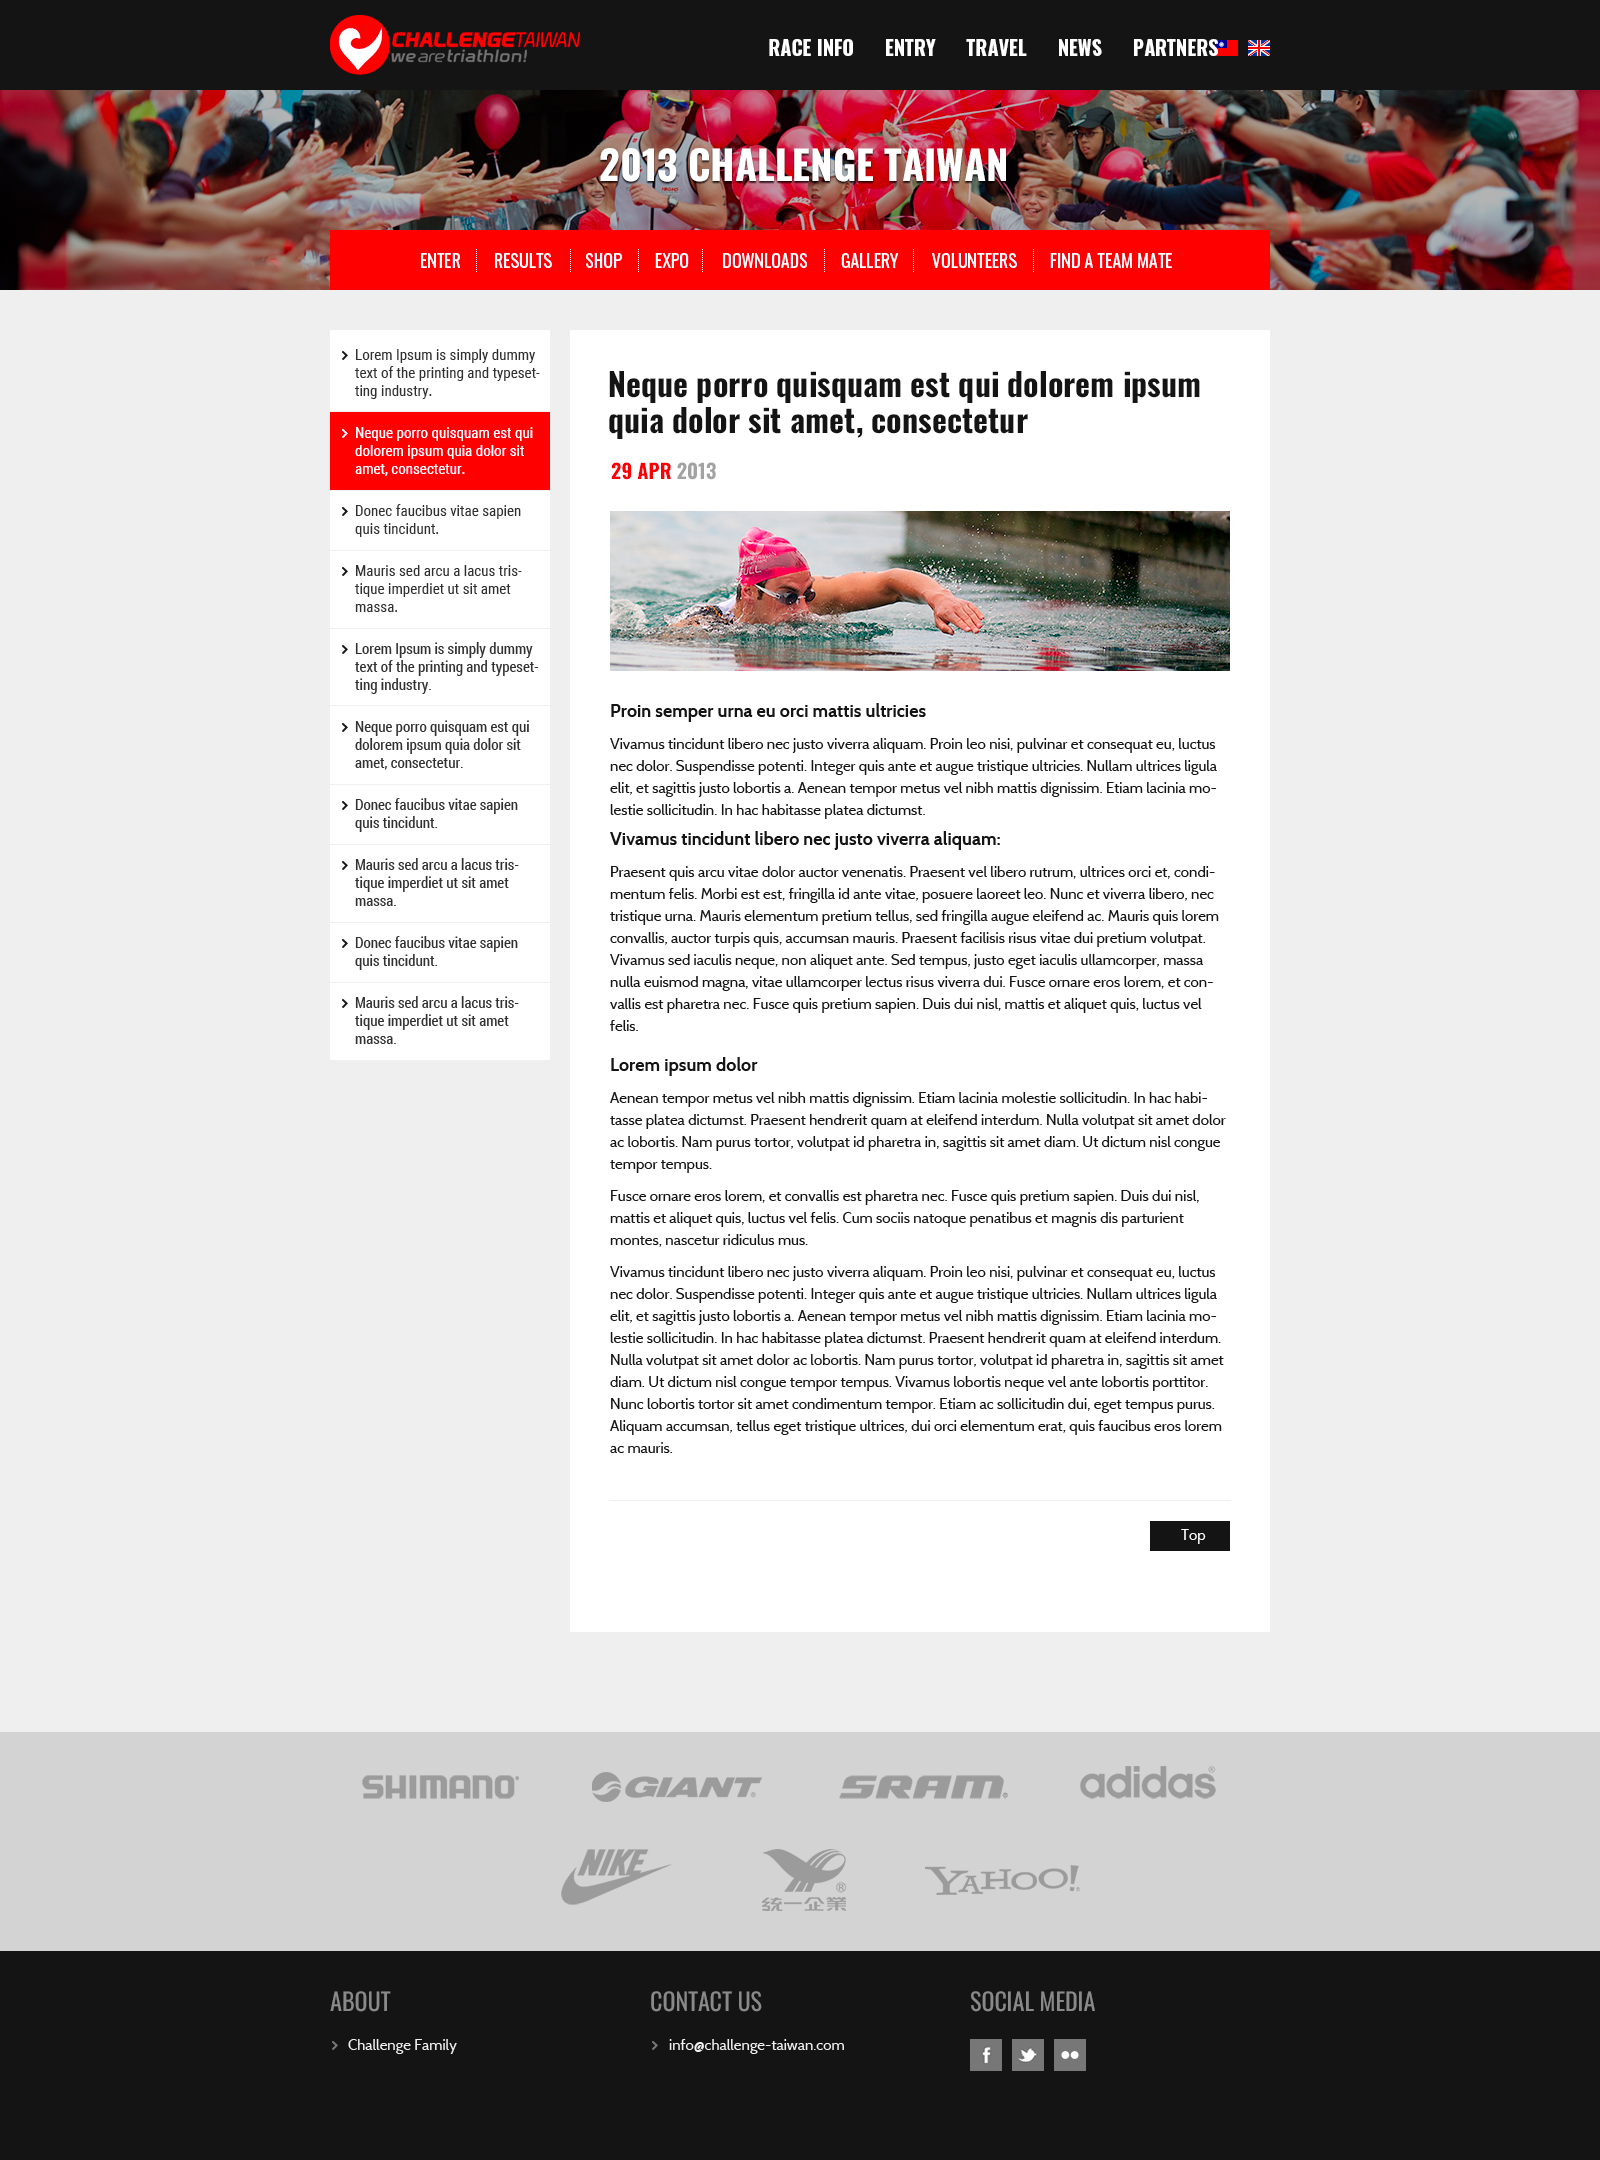 CHALLENGETAIWAN
we are triathlon!
RACE INFO ENTRY TRAVEL NEWS PARTNERS
2013 CHALLENGE TAIWAN
ENTER RESULTS SHOP EXPO DOWNLOADS GALLERY VOLUNTEERS FIND A TEAM MATE
Lorem Ipsum is simply dummy
text of the printing and typeset-
ting industry.
Neque porro quisquam est qui
dolorem ipsum quia dolor sit
amet, consectetur.
Donec faucibus vitae sapien
quis tincidunt.
Mauris sed arcu a lacus tris-
tique imperdiet ut sit amet
massa.
Lorem Ipsum is simply dummy
text of the printing and typeset-
ting industry.
Neque porro quisquam est qui
dolorem ipsum quia dolor sit
amet, consectetur.
Donec faucibus vitae sapien
quis tincidunt.
Mauris sed arcu a lacus tris-
tique imperdiet ut sit amet
massa.
Donec faucibus vitae sapien
quis tincidunt.
Mauris sed arcu a lacus tris-
tique imperdiet ut sit amet
massa.
Neque porro quisquam est qui dolorem ipsum
quia dolor sit amet, consectetur
29 APR 2013
Proin semper urna eu orci mattis ultricies
Vivamus tincidunt libero nec justo viverra aliquam. Proin leo nisi, pulvinar et consequat eu, luctus
nec dolor. Suspendisse potenti. Integer quis ante et augue tristique ultricies. Nullam ultrices ligula
elit, et sagittis justo lobortis a. Aenean tempor metus vel nibh mattis dignissim. Etiam lacinia mo-
lestie sollicitudin. In hac habitasse platea dictumst.
Vivamus tincidunt libero nec justo viverra aliquam:
Praesent quis arcu vitae dolor auctor venenatis. Praesent vel libero rutrum, ultrices orci et, condi-
mentum felis. Morbi est est, fringilla id ante vitae, posuere laoreet leo. Nunc et viverra libero, nec
tristique urna. Mauris elementum pretium tellus, sed fringilla augue eleifend ac. Mauris quis lorem
convallis, auctor turpis quis, accumsan mauris. Praesent facilisis risus vitae dui pretium volutpat.
Vivamus sed iaculis neque, non aliquet ante. Sed tempus, justo eget iaculis ullamcorper, massa
nulla euismod magna, vitae ullamcorper lectus risus viverra dui. Fusce ornare eros lorem, et con-
vallis est pharetra nec. Fusce quis pretium sapien. Duis dui nisl, mattis et aliquet quis, luctus vel
felis.
Lorem ipsum dolor
Aenean tempor metus vel nibh mattis dignissim. Etiam lacinia molestie sollicitudin. In hac habi-
tasse platea dictumst. Praesent hendrerit quam at eleifend interdum. Nulla volutpat sit amet dolor
ac lobortis. Nam purus tortor, volutpat id pharetra in, sagittis sit amet diam. Ut dictum nisl congue
tempor tempus.
Fusce ornare eros lorem, et convallis est pharetra nec. Fusce quis pretium sapien. Duis dui nisl,
mattis et aliquet quis, luctus vel felis. Cum sociis natoque penatibus et magnis dis parturient
montes, nascetur ridiculus mus.
Vivamus tincidunt libero nec justo viverra aliquam. Proin leo nisi, pulvinar et consequat eu, luctus
nec dolor. Suspendisse potenti. Integer quis ante et augue tristique ultricies. Nullam ultrices ligula
elit, et sagittis justo lobortis a. Aenean tempor metus vel nibh mattis dignissim. Etiam lacinia mo-
lestie sollicitudin. In hac habitasse platea dictumst. Praesent hendrerit quam at eleifend interdum.
Nulla volutpat sit amet dolor ac lobortis. Nam purus tortor, volutpat id pharetra in, sagittis sit amet
diam. Ut dictum nisl congue tempor tempus. Vivamus lobortis neque vel ante lobortis porttitor.
Nunc lobortis tortor sit amet condimentum tempor. Etiam ac sollicitudin dui, eget tempus purus.
Aliquam accumsan, tellus eget tristique ultrices, dui orci elementum erat, quis faucibus eros lorem
ac mauris.
Top
SHIMANO GIANT SRAM adidas
NIKE 統一企業 YAHOO!
ABOUT CONTACT US SOCIAL MEDIA
Challenge Family info@challenge-taiwan.com